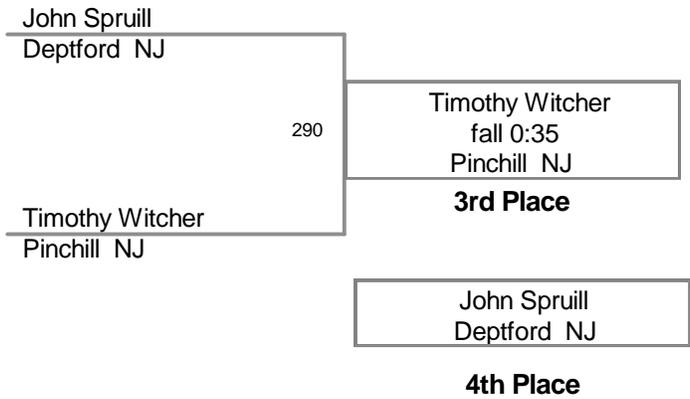 John Spruill
Deptford NJ
290
Timothy Witcher
fall 0:35
Pinchill NJ
3rd Place
Timothy Witcher
Pinchill NJ
John Spruill
Deptford NJ
4th Place